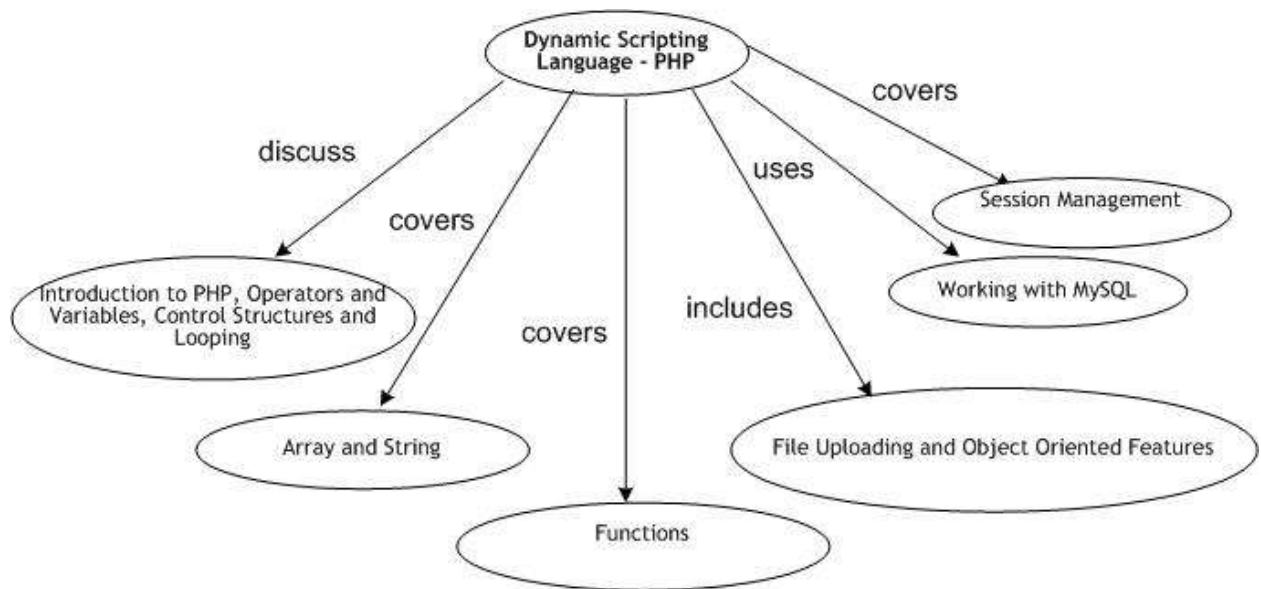 Dynamic Scripting
Language - PHP
covers
discuss
uses
Session Management
covers
Introduction to PHP, Operators and
Variables, Control Structures and
Looping
Working with MySQL
includes
covers
Array and String
File Uploading and Object Oriented Features
Functions